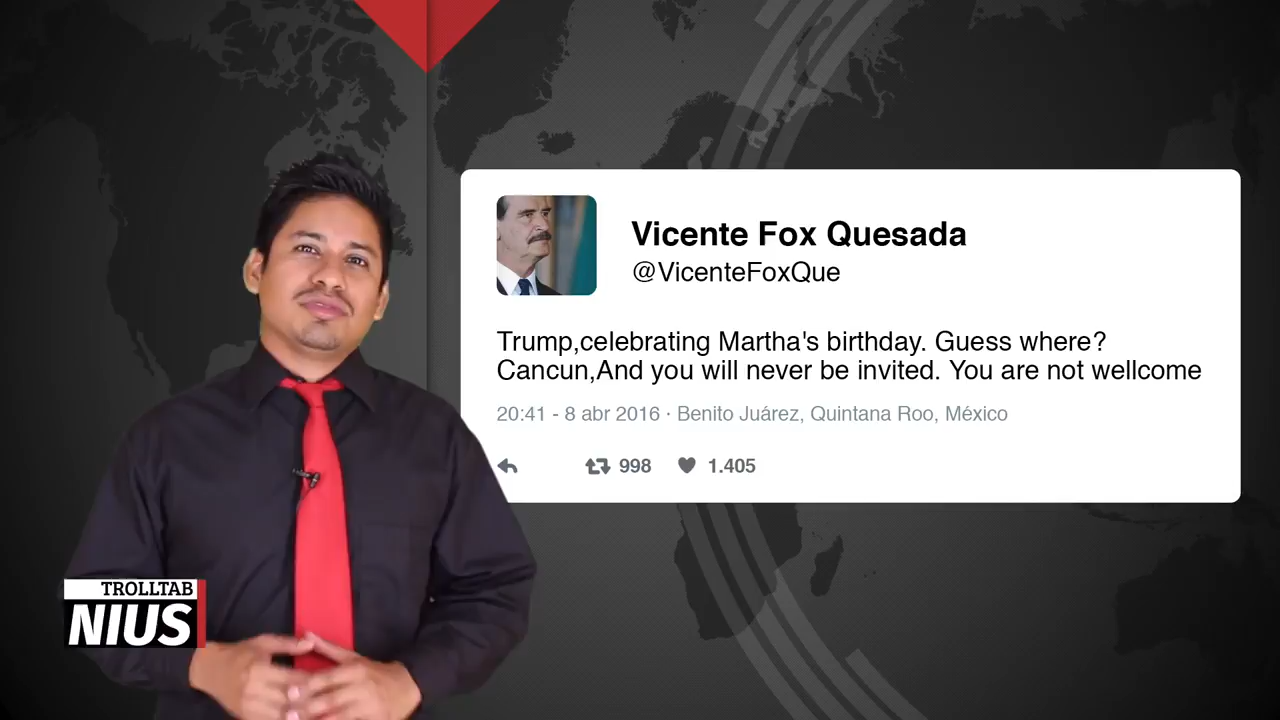 Vicente Fox Quesada
@VicenteFoxQue
Trump,celebrating Martha's birthday. Guess where?
Cancun,And you will never be invited. You are not wellcome
20:41 - 8 abr 2016 · Benito Juárez, Quintana Roo, México
998 1.405
TROLLTAB
NIUS